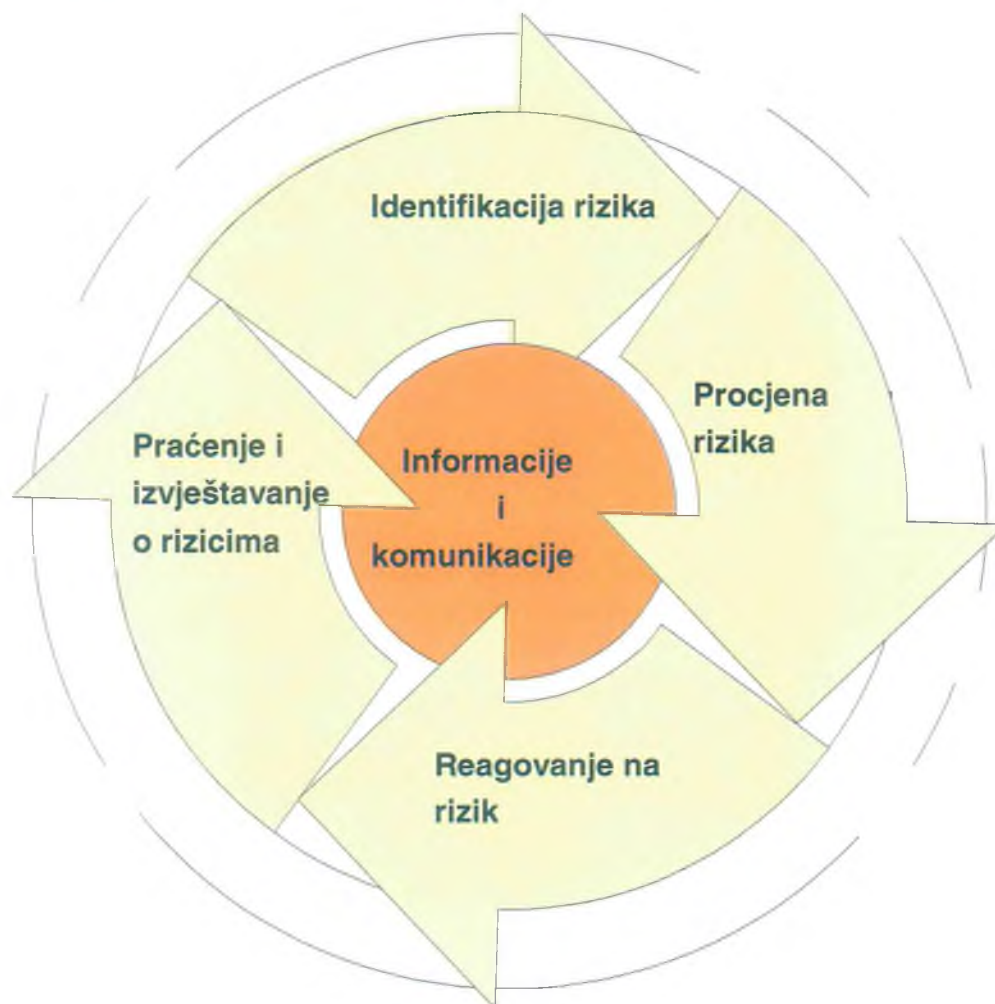 Identifikacija rizika
Procjena
rizika
Informacije
i
komunikacije
Praćenje i
izvještavanje
o rizicima
Reagovanje na
rizik